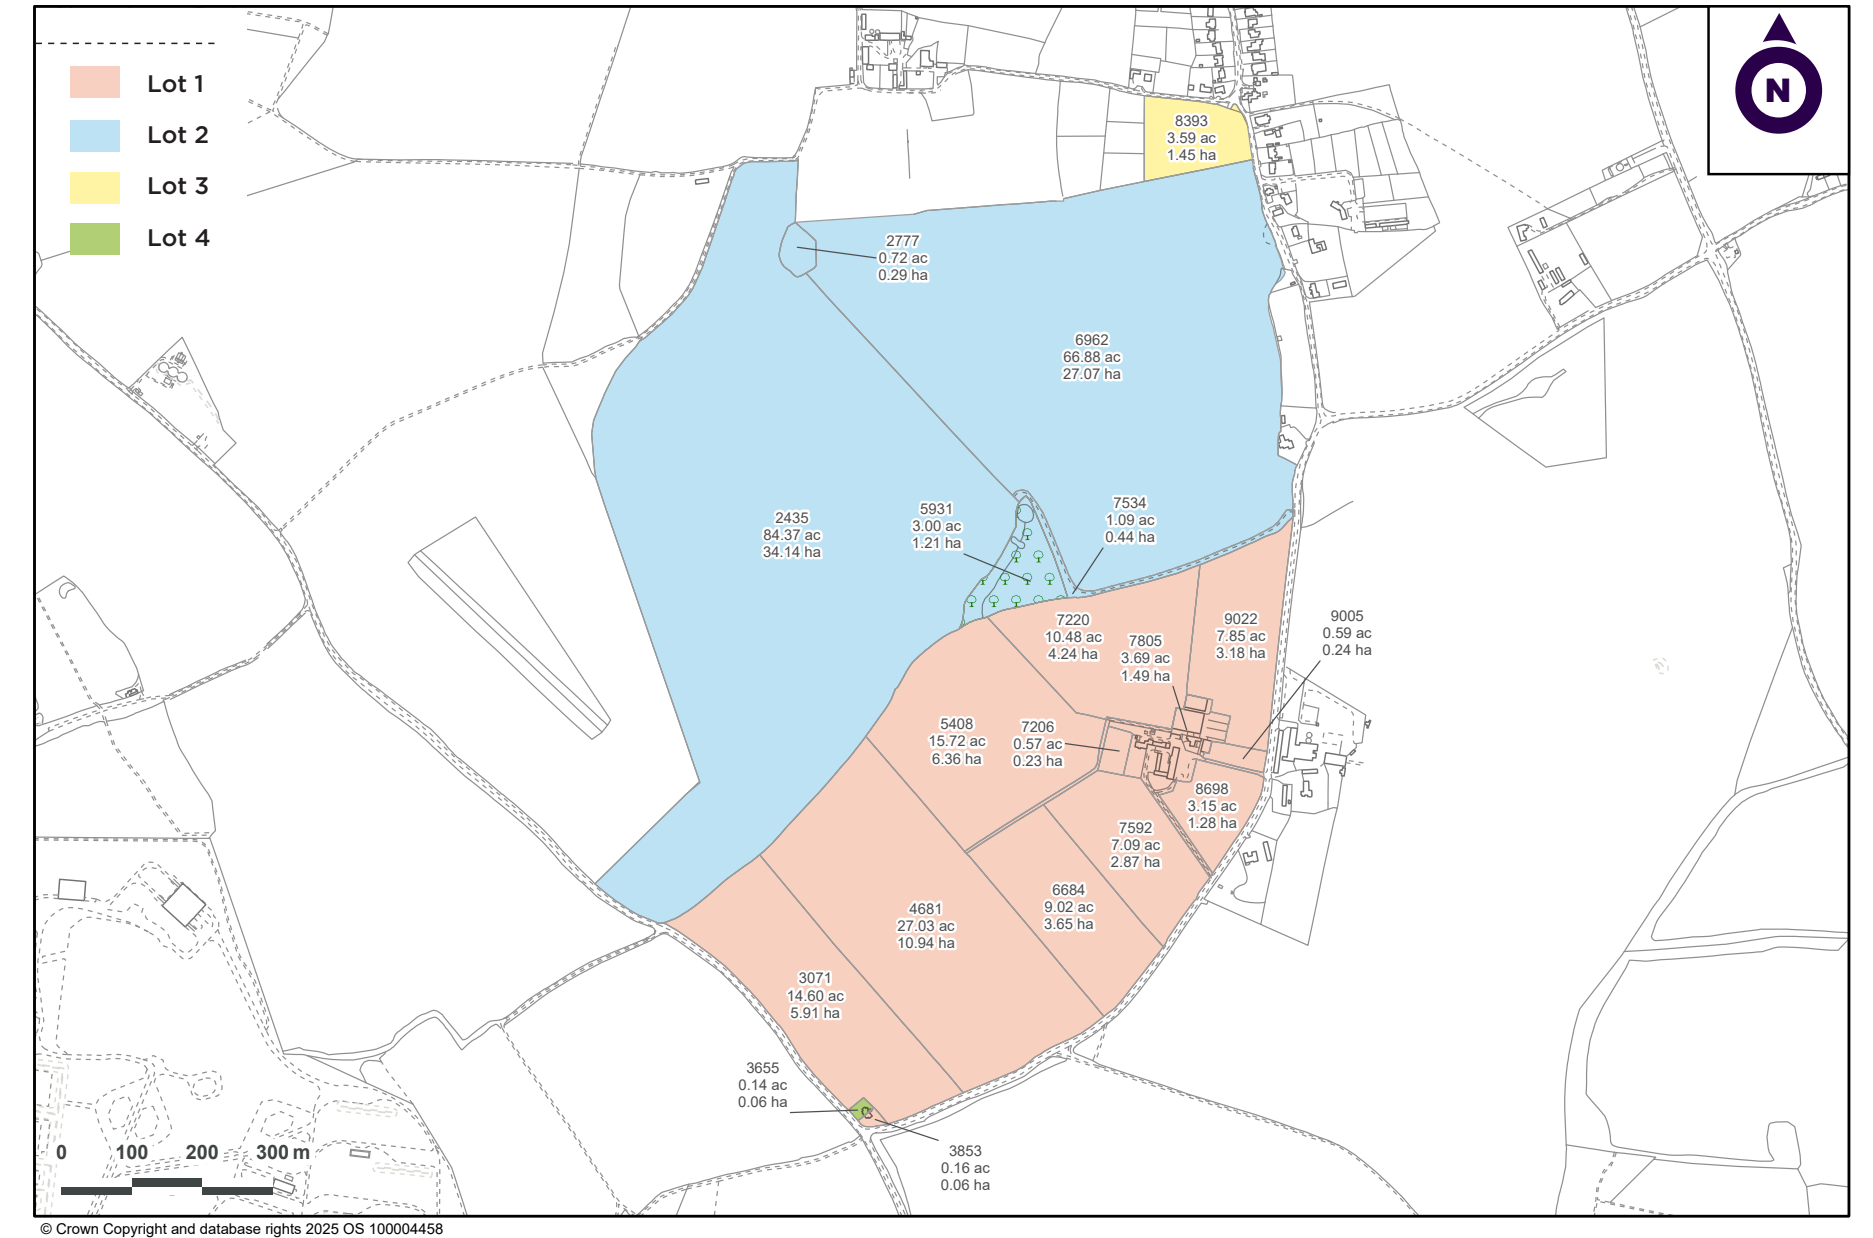 Lot 1
Lot 2
Lot 3
Lot 4
N
8393
3.59 ac
1.45 ha
2777
0.72 ac
0.29 ha
6962
66.88 ac
27.07 ha
2435
84.37 ac
34.14 ha
5931
3.00 ac
1.21 ha
7534
1.09 ac
0.44 ha
7220
10.48 ac
4.24 ha
7805
3.69 ac
1.49 ha
9022
7.85 ac
3.18 ha
9005
0.59 ac
0.24 ha
5408
15.72 ac
6.36 ha
7206
0.57 ac
0.23 ha
8698
3.15 ac
1.28 ha
7592
7.09 ac
2.87 ha
6684
9.02 ac
3.65 ha
4681
27.03 ac
10.94 ha
3071
14.60 ac
5.91 ha
3655
0.14 ac
0.06 ha
3853
0.16 ac
0.06 ha
0 100 200 300 m
© Crown Copyright and database rights 2025 OS 100004458